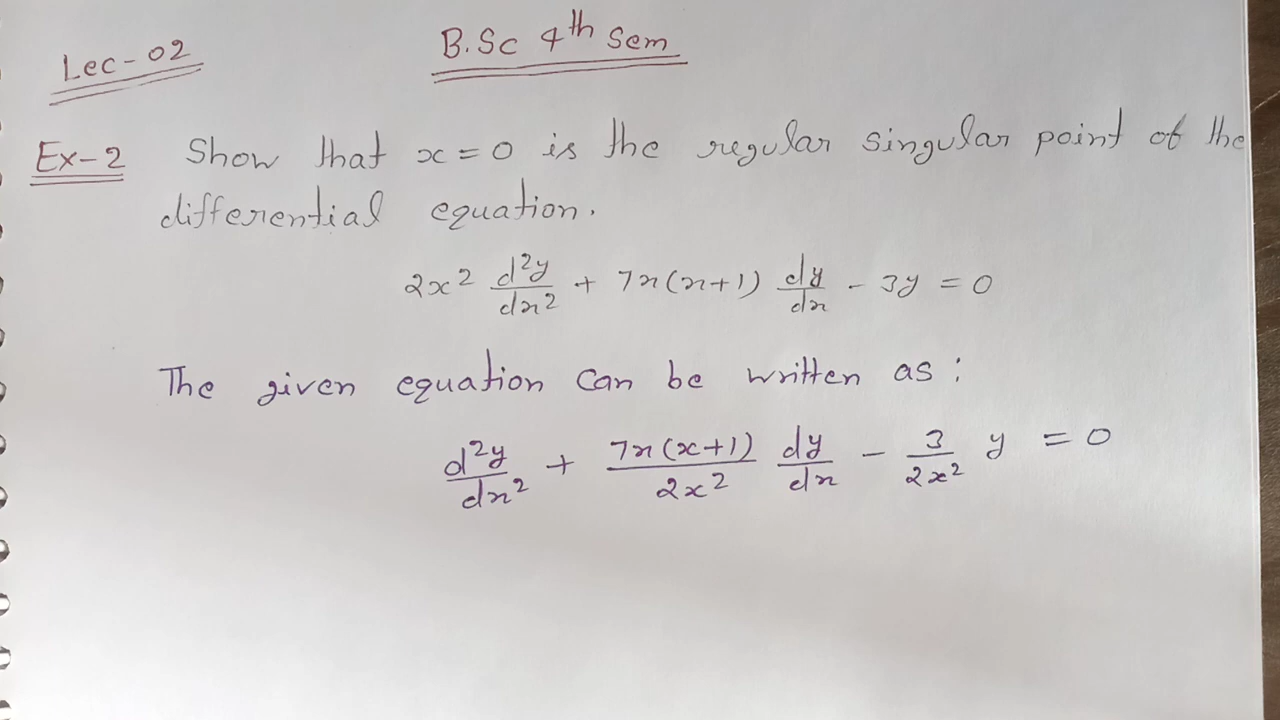 Lec-02
B.Sc 4th Sem
Ex-2 Show that x = 0 is the regular singular point of the
differential equation.
2x² d²y/dx² + 7x(x+1) dy/dx - 3y = 0
The given equation can be written as:
d²y/dx² + 7x(x+1)/2x² dy/dx - 3/2x² y = 0